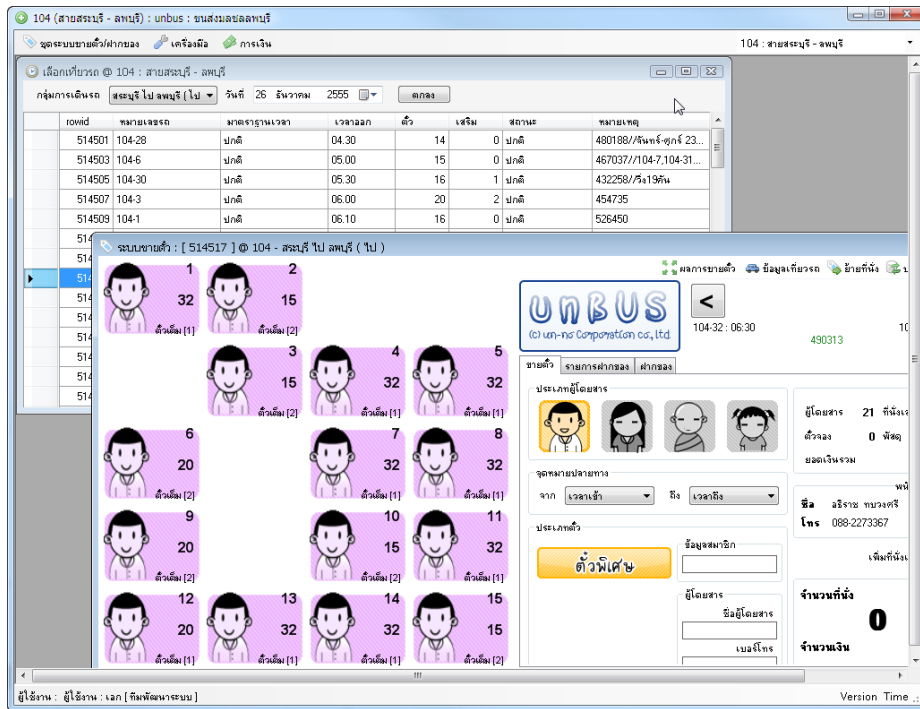 104 (สายสระบุรี - ลพบุรี) : unbus : ขนส่งมวลชลลพบุรี
ชุดระบบขายตั๋ว/ฝากของ เครื่องมือ การเงิน 104 : สายสระบุรี - ลพบุรี
เลือกเที่ยวรถ @ 104 : สายสระบุรี - ลพบุรี
กลุ่มการเดินรถ สระบุรี ไป ลพบุรี ( ไป วันที่ 26 ธันวาคม 2555 ตกลง
rowid หมายเลขรถ มาตราฐานเวลา เวลาออก ตั๋ว เสริม สถานะ หมายเหตุ
514501 104-28 ปกติ 04.30 14 0 ปกติ 480188//จันทร์-ศุกร์ 23...
514503 104-6 ปกติ 05.00 15 0 ปกติ 467037//104-7,104-31...
514505 104-30 ปกติ 05.30 16 1 ปกติ 432258//วิ่ง19คัน
514507 104-3 ปกติ 06.00 20 2 ปกติ 454735
514509 104-1 ปกติ 06.10 16 0 ปกติ 526450
514
514
514
514
514
514
514
514
ระบบขายตั๋ว : [ 514517 ] @ 104 - สระบุรี ไป ลพบุรี ( ไป )
ผลการขายตั๋ว ข้อมูลเที่ยวรถ ย้ายที่นั่ง
1 32 ตั๋วเต็ม [1]
2 15 ตั๋วเต็ม [2]
3 15 ตั๋วเต็ม [2]
4 32 ตั๋วเต็ม [1]
5 32 ตั๋วเต็ม [1]
6 20 ตั๋วเต็ม [2]
7 32 ตั๋วเต็ม [1]
8 32 ตั๋วเต็ม [1]
9 20 ตั๋วเต็ม [2]
10 15 ตั๋วเต็ม [2]
11 32 ตั๋วเต็ม [1]
12 20 ตั๋วเต็ม [2]
13 32 ตั๋วเต็ม [1]
14 32 ตั๋วเต็ม [1]
15 15 ตั๋วเต็ม [2]
UNBUS
(c) un-no Corporation co., Ltd.
<
104-32 : 06:30
490313
10
ขายตั๋ว รายการฝากของ ฝากของ
ประเภทผู้โดยสาร
จุดหมายปลายทาง
จาก เวลาเช้า ถึง เวลาถึง
ประเภทตั๋ว
ตั๋วพิเศษ
ข้อมูลสมาชิก
ผู้โดยสาร
ชื่อผู้โดยสาร
เบอร์โทร
ผู้โดยสาร 21
ตั๋วจอง 0 พัสดุ
ยอดเงินรวม
ชื่อ อธิราช ทบวงศรี
โทร 088-2273367
จำนวนที่นั่ง
0
จำนวนเงิน
ผู้ใช้งาน : ผู้ใช้งาน : เอก [ ทีมพัฒนาระบบ ] Version Time